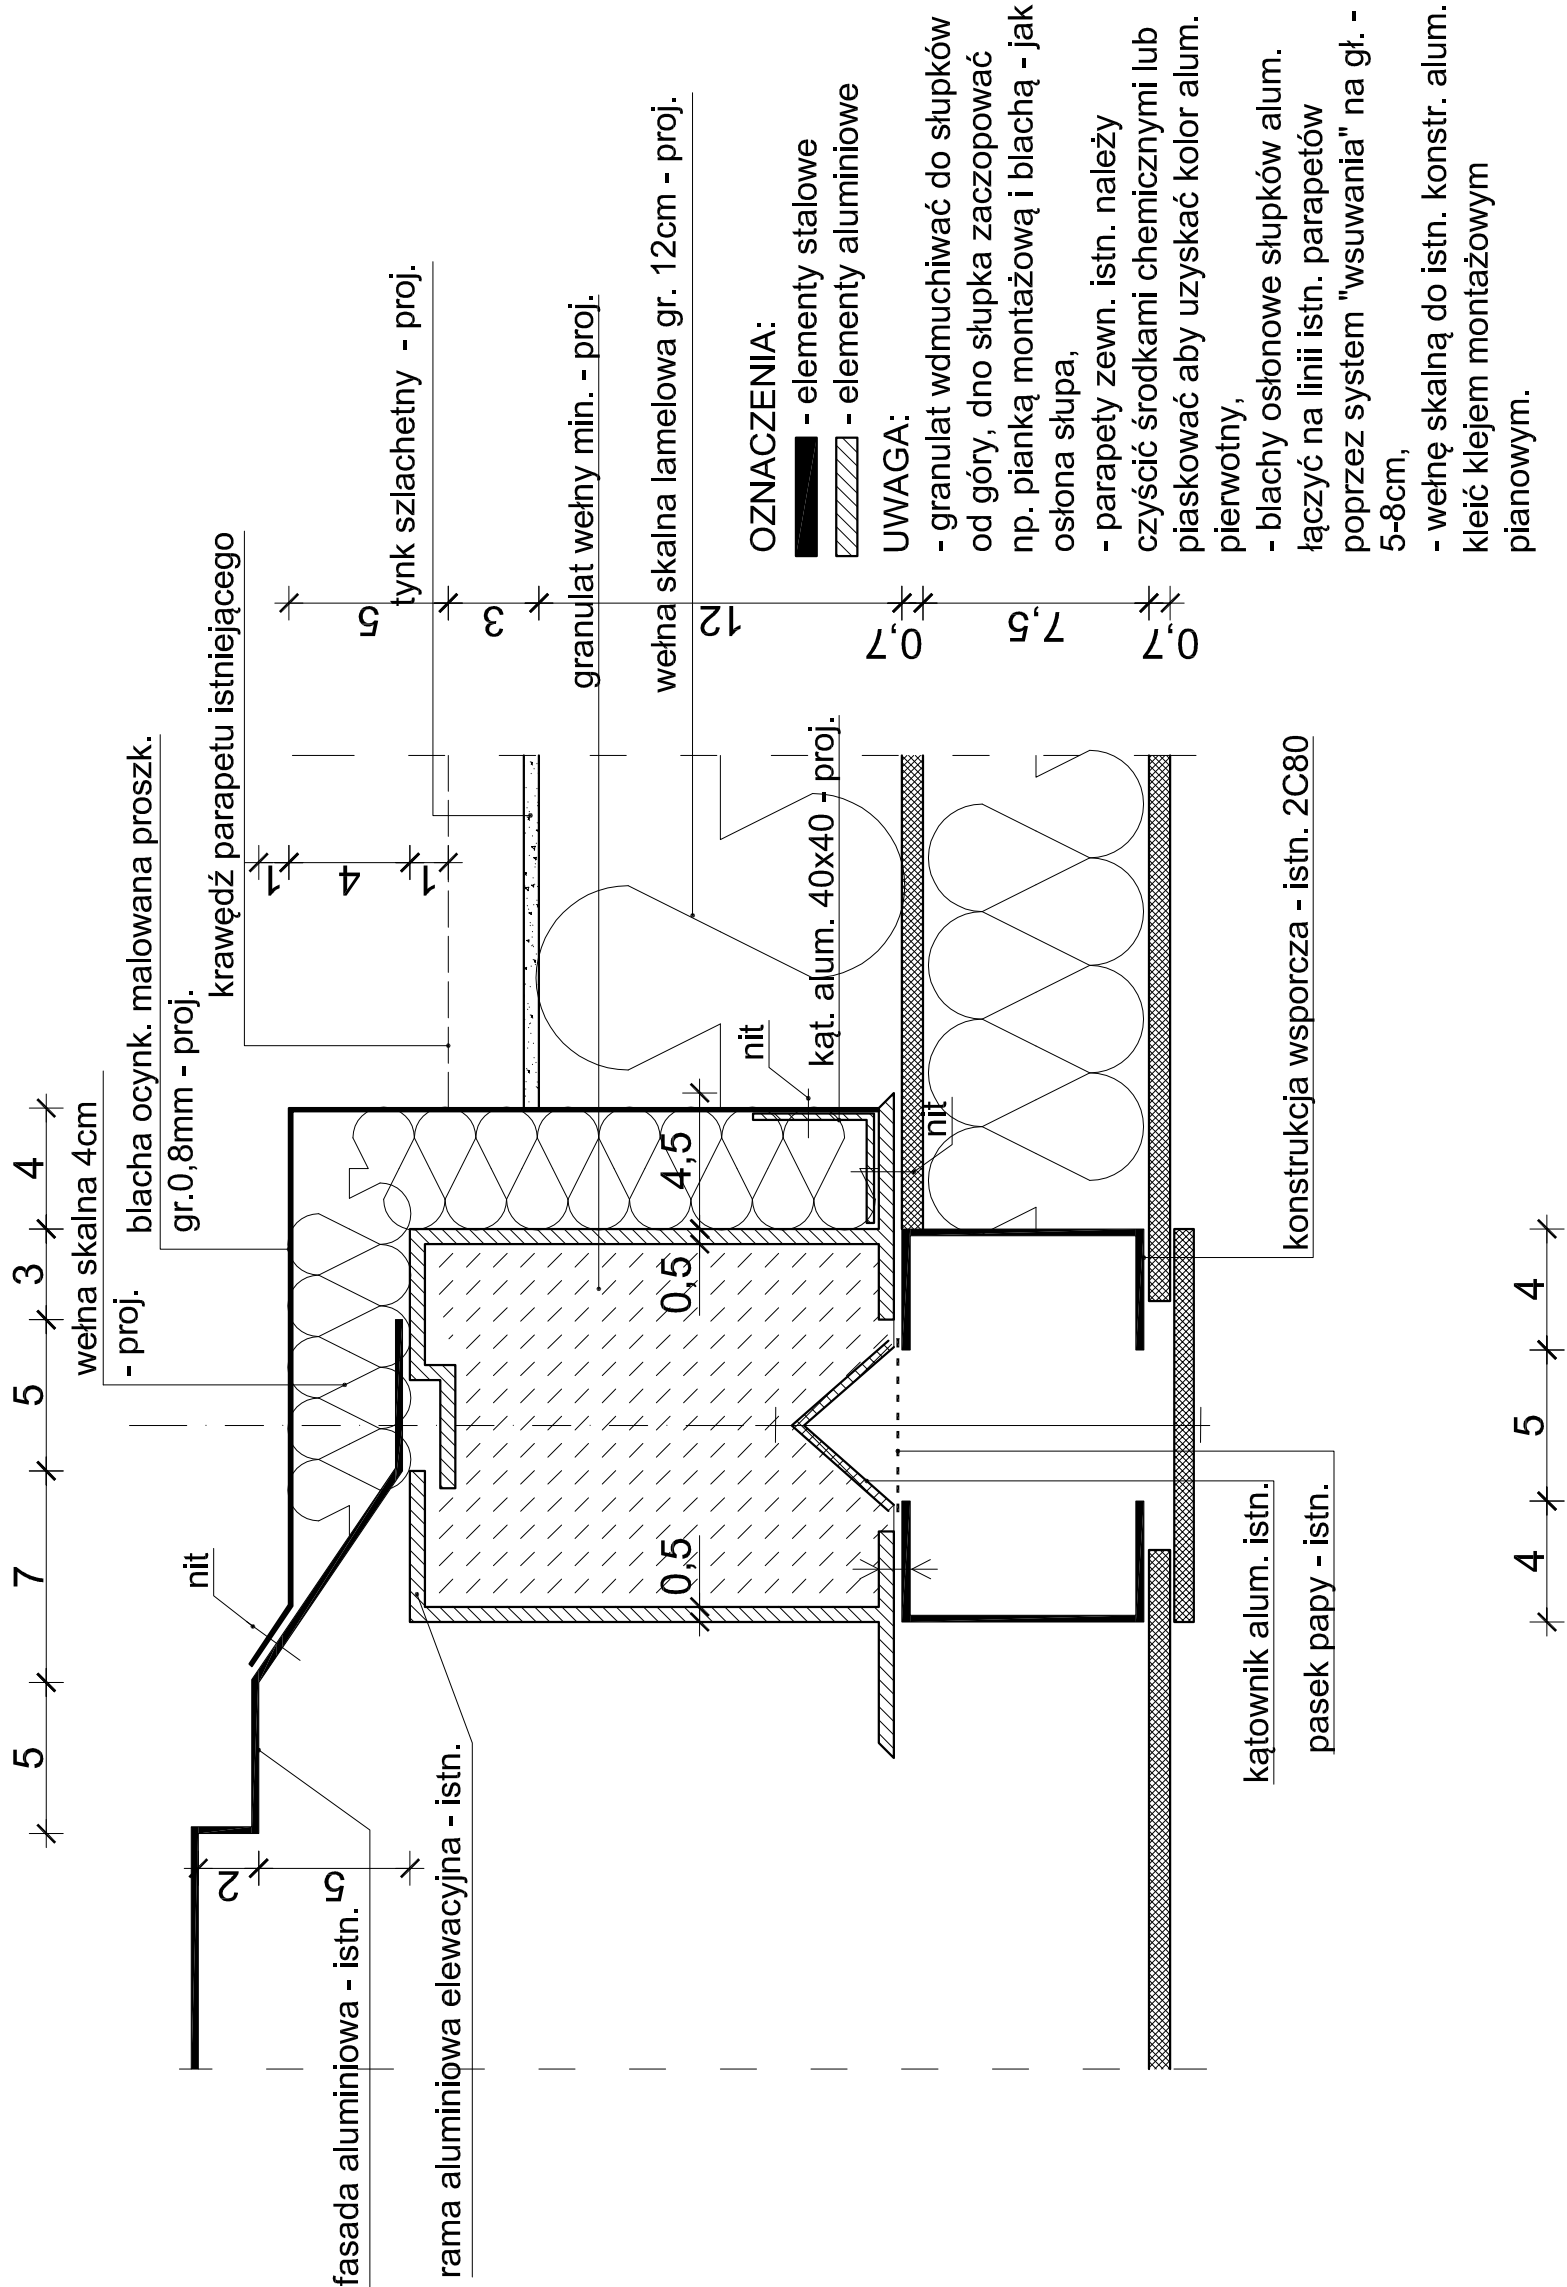 4
3
5
7
5
wełna skalna 4cm
- proj.
blacha ocynk. malowana proszk.
gr.0,8mm - proj.
krawędź parapetu istniejącego
tynk szlachetny - proj.
granulat wełny min. - proj.
wełna skalna lamelowa gr. 12cm - proj.
nit
kąt. alum. 40x40 - proj.
nit
nit
1
4
1
5
3
12
0,7
7,5
0,7
4,5
0,5
0,5
2
5
fasada aluminiowa - istn.
rama aluminiowa elewacyjna - istn.
kątownik alum. istn.
pasek papy - istn.
konstrukcja wsporcza - istn. 2C80
4
5
4
OZNACZENIA:
- elementy stalowe
- elementy aluminiowe
UWAGA:
- granulat wdmuchiwać do słupków
od góry, dno słupka zaczopować
np. pianką montażową i blachą - jak
osłona słupa,
- parapety zewn. istn. należy
czyścić środkami chemicznymi lub
piaskować aby uzyskać kolor alum.
pierwotny,
- blachy osłonowe słupków alum.
łączyć na linii istn. parapetów
poprzez system "wsuwania" na gł. -
5-8cm,
- wełnę skalną do istn. konstr. alum.
kleić klejem montażowym
pianowym.